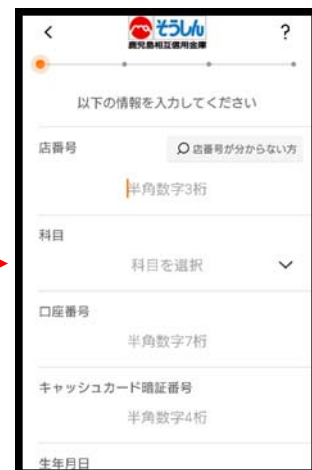 <
そうしん
鹿児島相互信用金庫
?
以下の情報を入力してください
店番号
店番号が分からない方
半角数字3桁
科目
科目を選択
口座番号
半角数字7桁
キャッシュカード暗証番号
半角数字4桁
生年月日